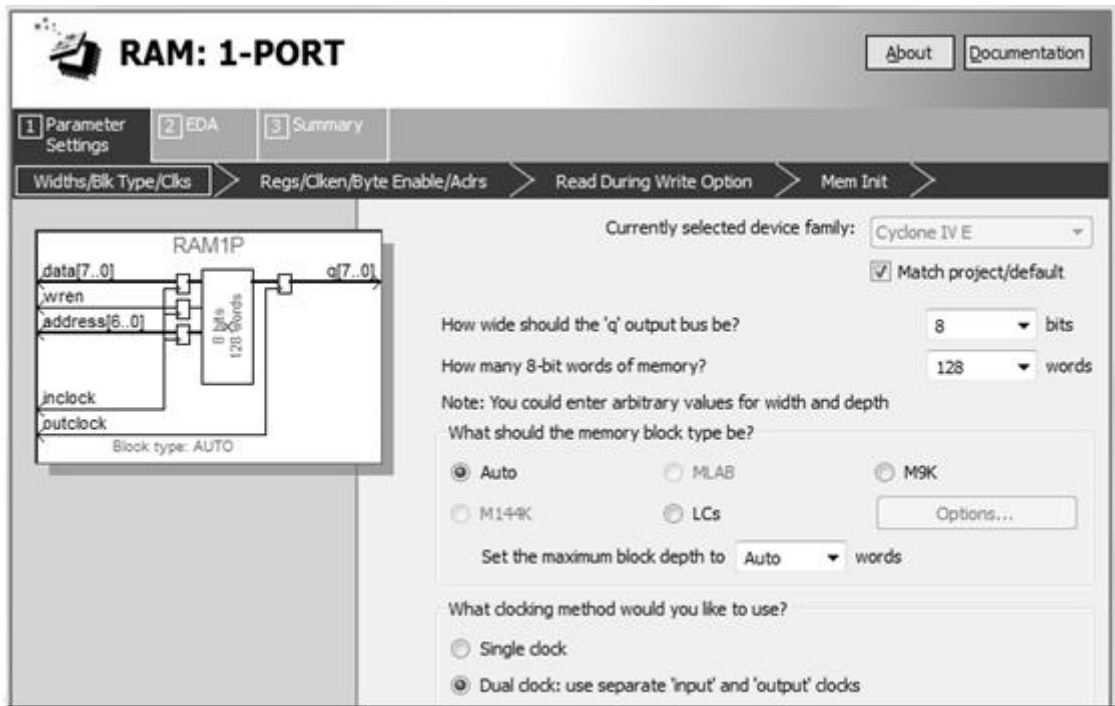 RAM: 1-PORT
About
Documentation
1 Parameter
Settings
2 EDA
3 Summary
Widths/Blk Type/Clks
Regs/Clken/Byte Enable/Aclrs
Read During Write Option
Mem Init
RAM1P
data[7..0]
q[7..0]
wren
address[6..0]
8 bits
128 words
inclock
outclock
Block type: AUTO
Currently selected device family:
Cyclone IV E
Match project/default
How wide should the 'q' output bus be?
8
bits
How many 8-bit words of memory?
128
words
Note: You could enter arbitrary values for width and depth
What should the memory block type be?
Auto
MLAB
M9K
M144K
LCs
Options...
Set the maximum block depth to
Auto
words
What clocking method would you like to use?
Single clock
Dual clock: use separate 'input' and 'output' clocks